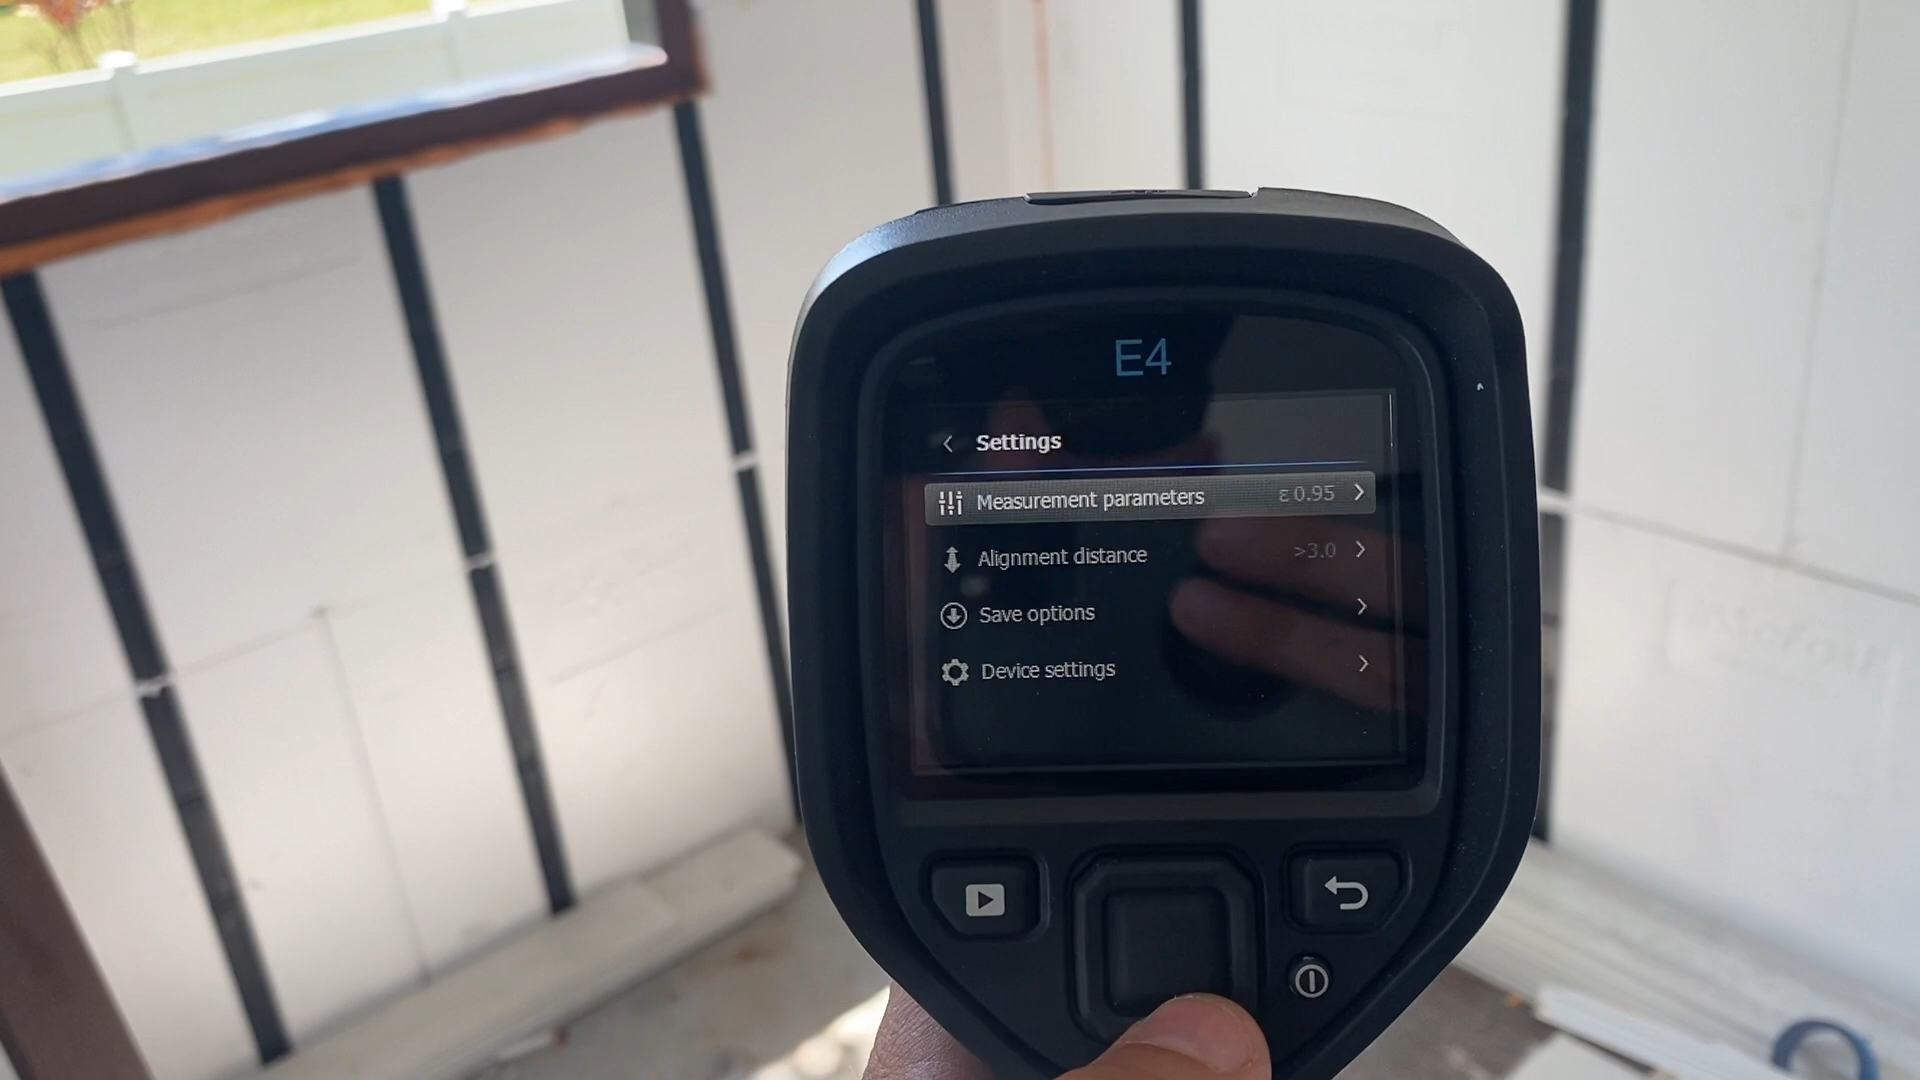 E4
Settings
Measurement parameters ε 0.95
Alignment distance >3.0
Save options
Device settings